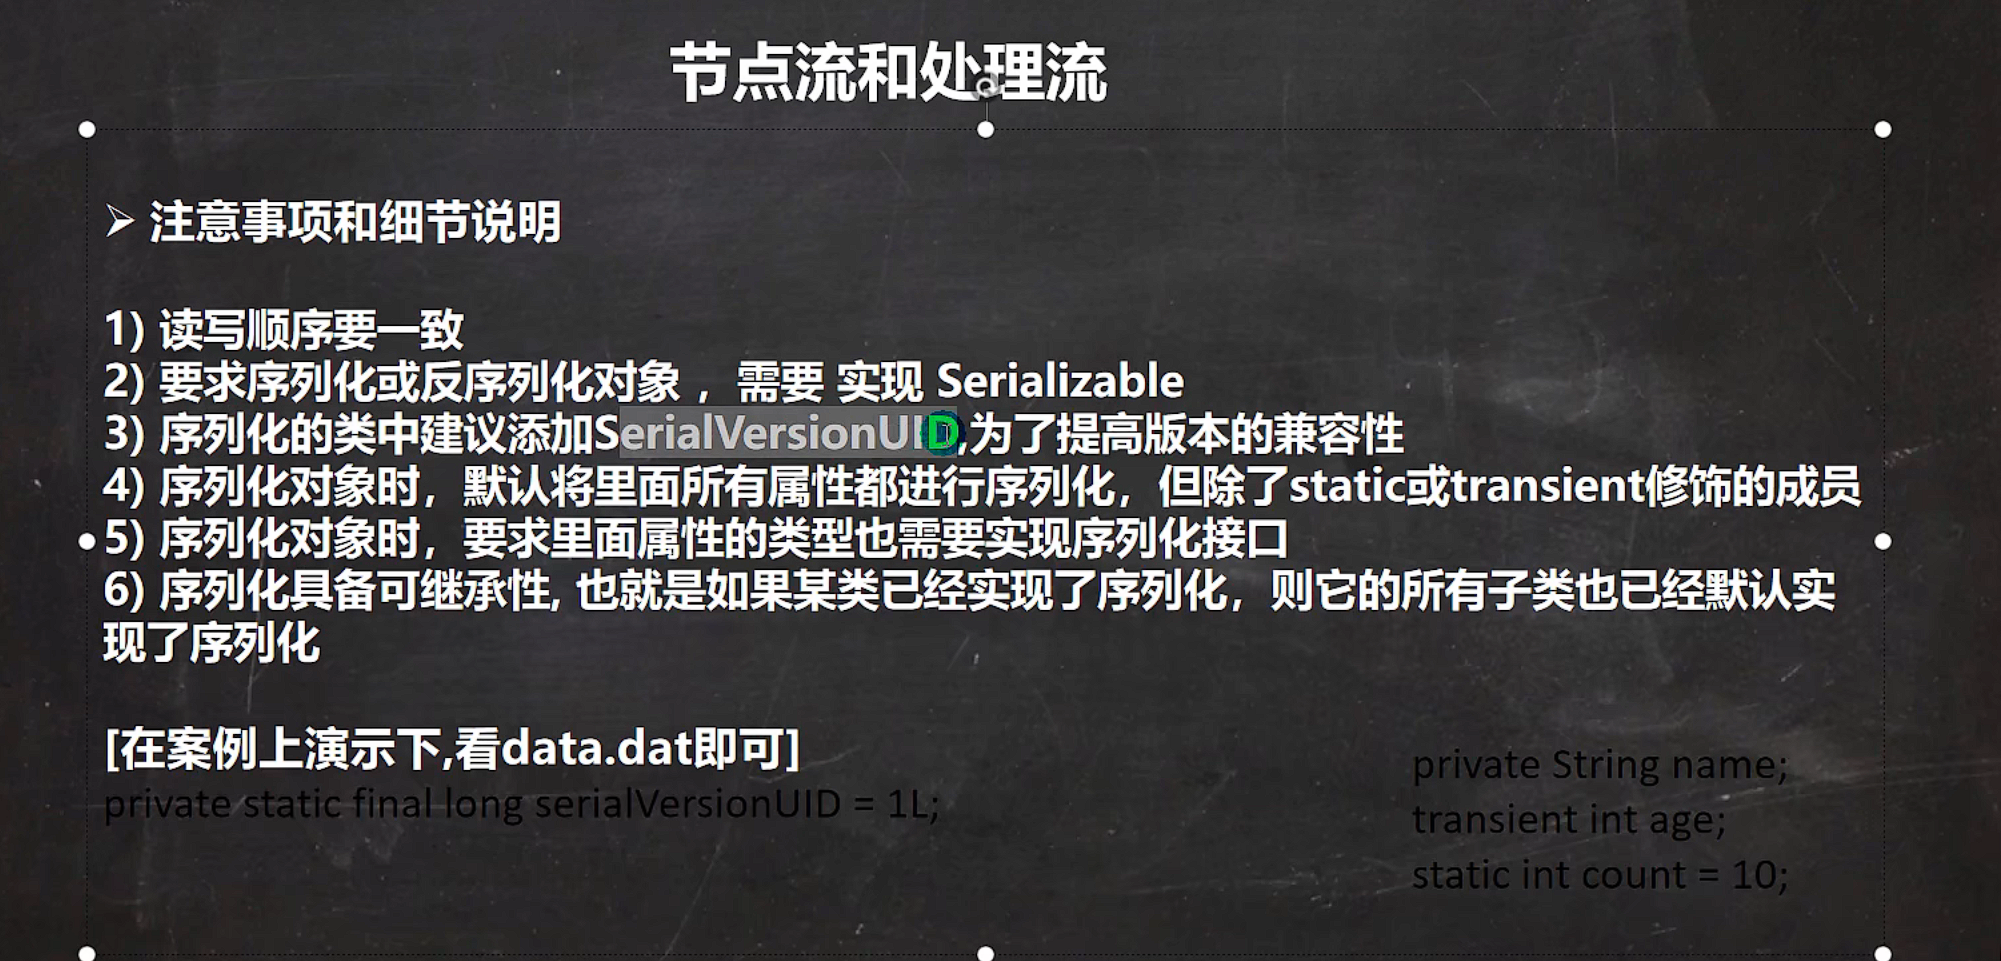 节点流和处理流
注意事项和细节说明
1) 读写顺序要一致
2) 要求序列化或反序列化对象 ，需要 实现 Serializable
3) 序列化的类中建议添加SerialVersionUID,为了提高版本的兼容性
4) 序列化对象时，默认将里面所有属性都进行序列化，但除了static或transient修饰的成员
5) 序列化对象时，要求里面属性的类型也需要实现序列化接口
6) 序列化具备可继承性, 也就是如果某类已经实现了序列化，则它的所有子类也已经默认实
现了序列化
[在案例上演示下,看data.dat即可]
private static final long serialVersionUID = 1L;
private String name;
transient int age;
static int count = 10;